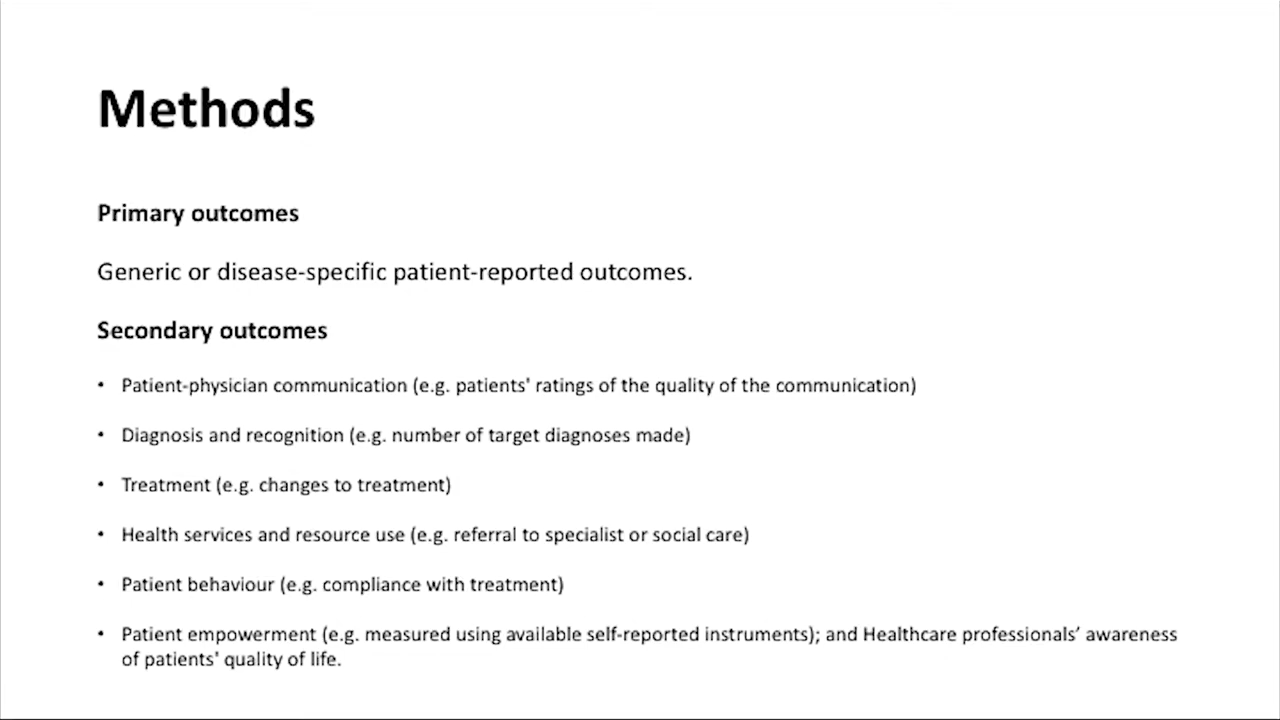 Methods
Primary outcomes
Generic or disease-specific patient-reported outcomes.
Secondary outcomes
• Patient-physician communication (e.g. patients' ratings of the quality of the communication)
• Diagnosis and recognition (e.g. number of target diagnoses made)
• Treatment (e.g. changes to treatment)
• Health services and resource use (e.g. referral to specialist or social care)
• Patient behaviour (e.g. compliance with treatment)
• Patient empowerment (e.g. measured using available self-reported instruments); and Healthcare professionals’ awareness
of patients' quality of life.